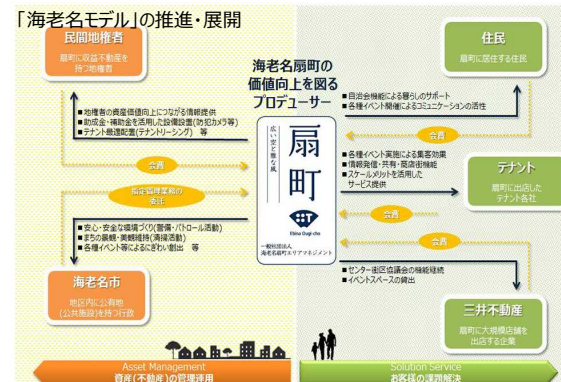 「海老名モデル」の推進・展開
民間地権者
扇町に収益不動産を
持つ地権者
海老名扇町の
価値向上を図る
プロデューサー
住民
扇町に居住する住民
■自治会機能による暮らしのサポート
■各種イベント開催によるコミュニケーションの活性
■地権者の資産価値向上につながる情報提供
■助成金・補助金を活用した設備設置(防犯カメラ等)
■テナント最適配置(テナントリーシング) 等
会費
会費
広い空と雅な風
扇町
Ebina Ougi-cho
一般社団法人
海老名扇町エリアマネジメント
■各種イベント実施による集客効果
■情報発信・共有・商店街機能
■スケールメリットを活用した
サービス提供
テナント
扇町に出店した
テナント各社
会費
指定管理業務の
委託
■安心・安全な環境づくり(警備・パトロール活動)
■まちの景観・美観維持(清掃活動)
■各種イベント等によるにぎわい創出 等
会費
海老名市
地区内に公有地
(公共施設)を持つ行政
■センター街区協議会の機能継続
■イベントスペースの貸出
三井不動産
扇町に大規模店舗を
出店する企業
Asset Management
資産(不動産)の管理運用
Solution Service
お客様の課題解決